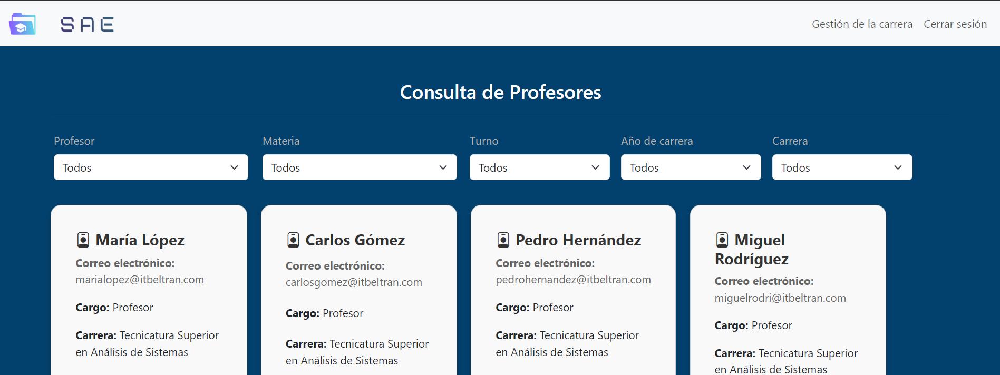 SAE
Gestión de la carrera
Cerrar sesión
Consulta de Profesores
Profesor
Materia
Turno
Año de carrera
Carrera
Todos
Todos
Todos
Todos
Todos
María López
Correo electrónico:
marialopez@itbeltran.com
Cargo: Profesor
Carrera: Tecnicatura Superior
en Análisis de Sistemas
Carlos Gómez
Correo electrónico:
carlosgomez@itbeltran.com
Cargo: Profesor
Carrera: Tecnicatura Superior
en Análisis de Sistemas
Pedro Hernández
Correo electrónico:
pedrohernandez@itbeltran.com
Cargo: Profesor
Carrera: Tecnicatura Superior
en Análisis de Sistemas
Miguel
Rodríguez
Correo electrónico:
miguelrodri@itbeltran.com
Cargo: Profesor
Carrera: Tecnicatura Superior
en Análisis de Sistemas